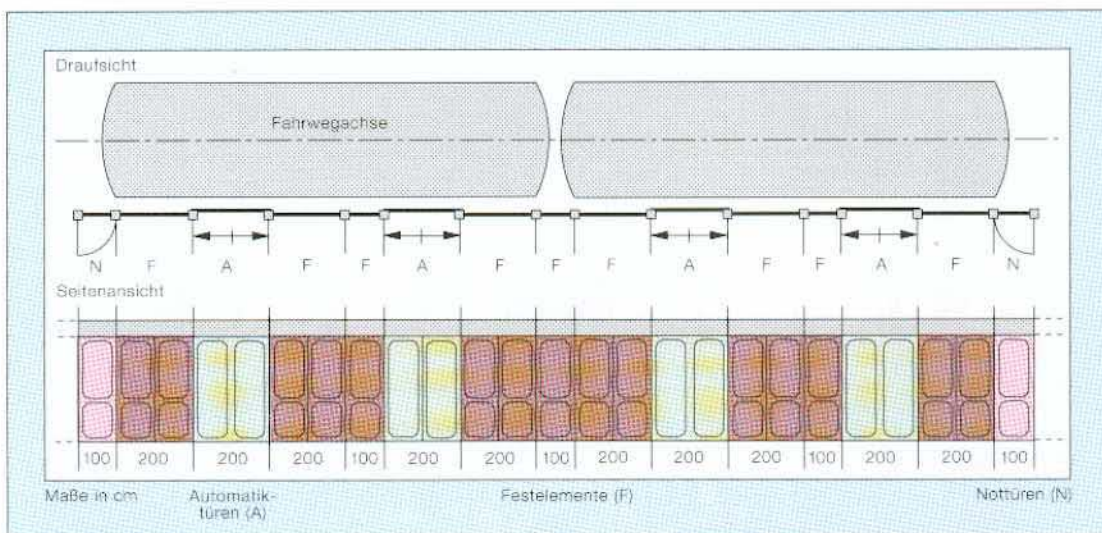 Draufsicht
Fahrwegachse
N F A F F A F F F A F F A F N
Seitenansicht
100 200 200 200 100 200 200 100 200 200 200 100 200 200 100
Maße in cm
Automatik-
türen (A)
Festelemente (F)
Nottüren (N)